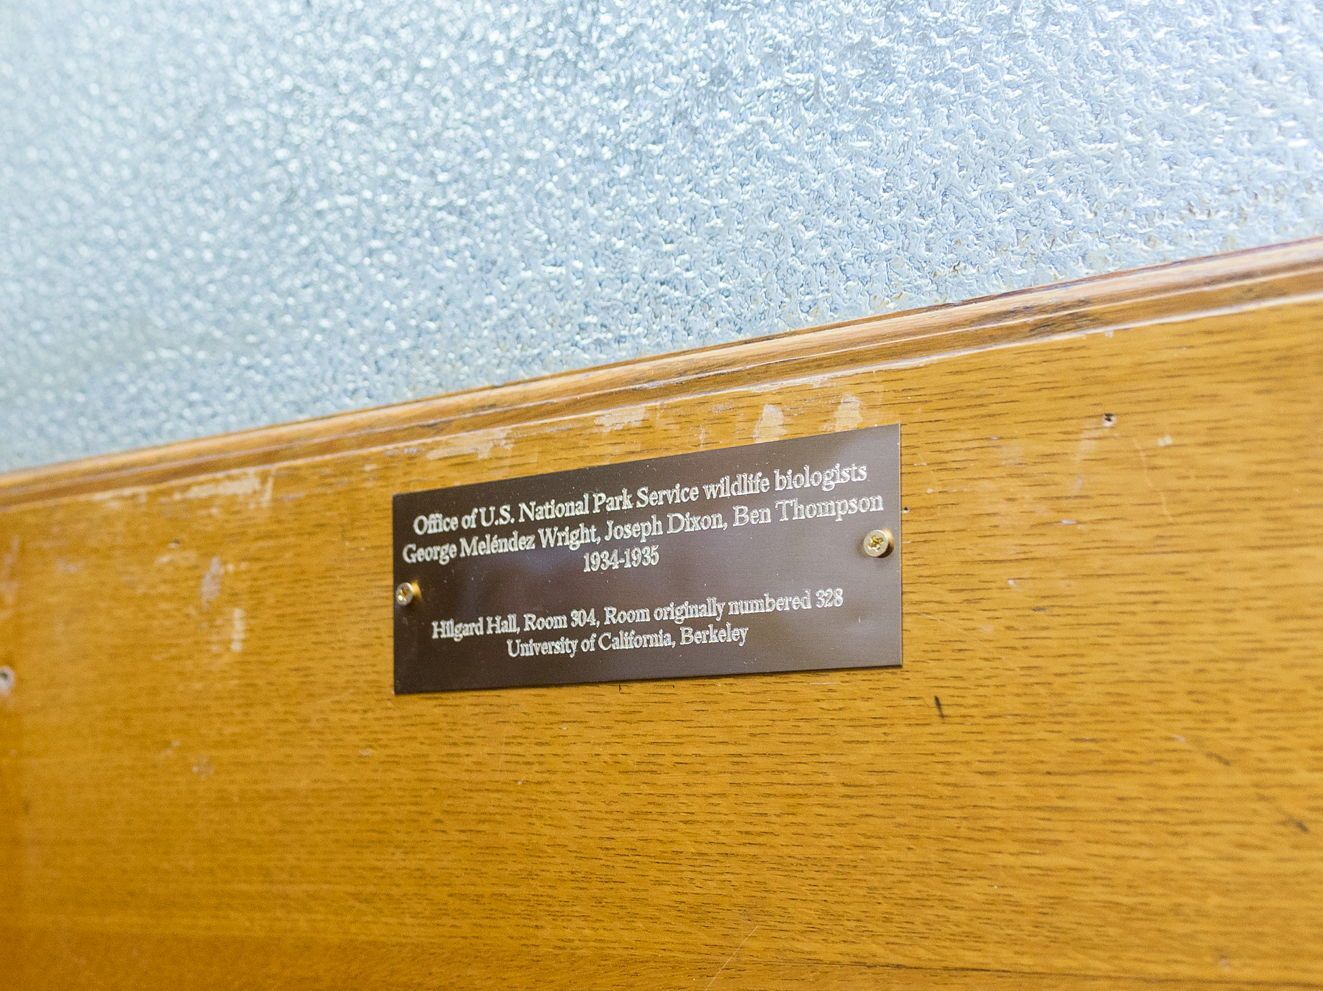 Office of U.S. National Park Service wildlife biologists
George Meléndez Wright, Joseph Dixon, Ben Thompson
1934-1935
Hilgard Hall, Room 304, Room originally numbered 328
University of California, Berkeley